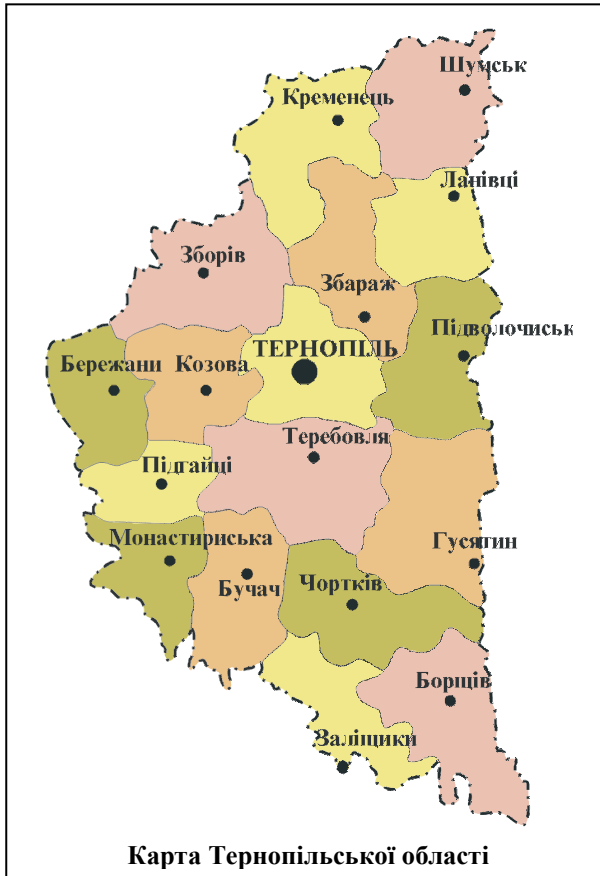 Шумськ
Кременець
Ланівці
Зборів
Збараж
Підволочиськ
ТЕРНОПІЛЬ
Бережани
Козова
Теребовля
Підгайці
Монастириська
Гусятин
Бучач
Чортків
Борщів
Заліщики
Карта Тернопільської області